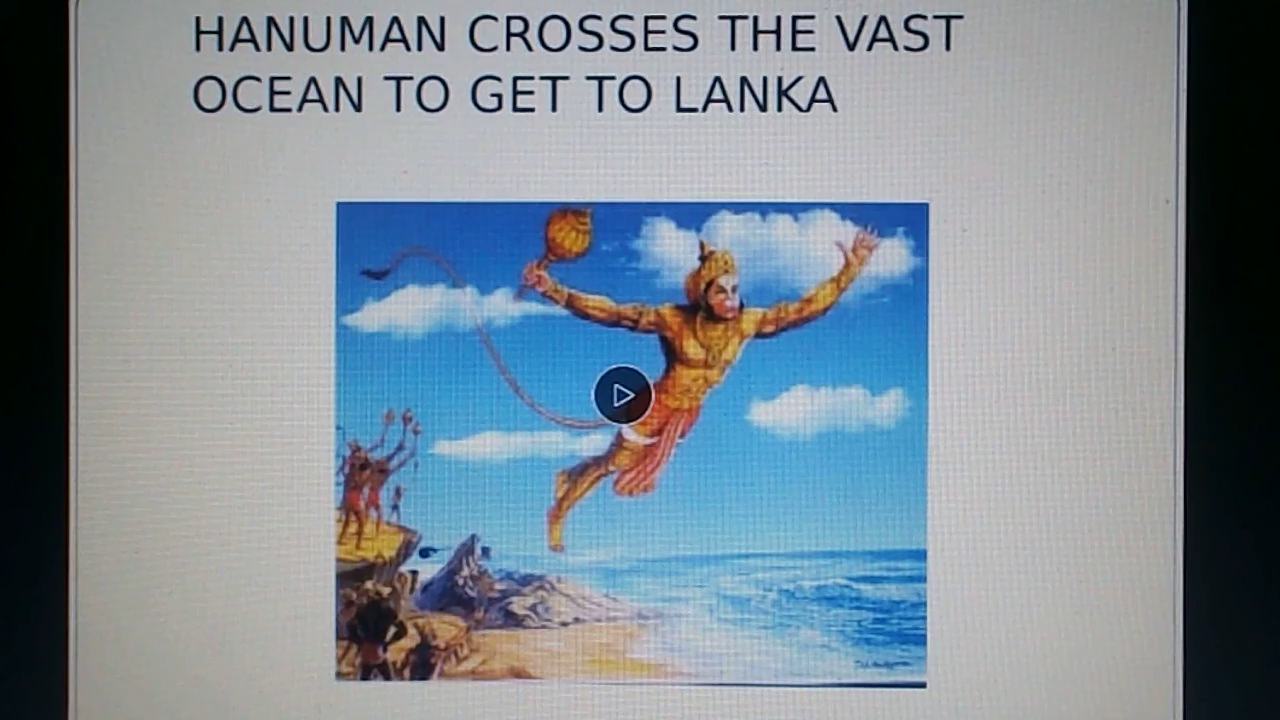 HANUMAN CROSSES THE VAST
OCEAN TO GET TO LANKA